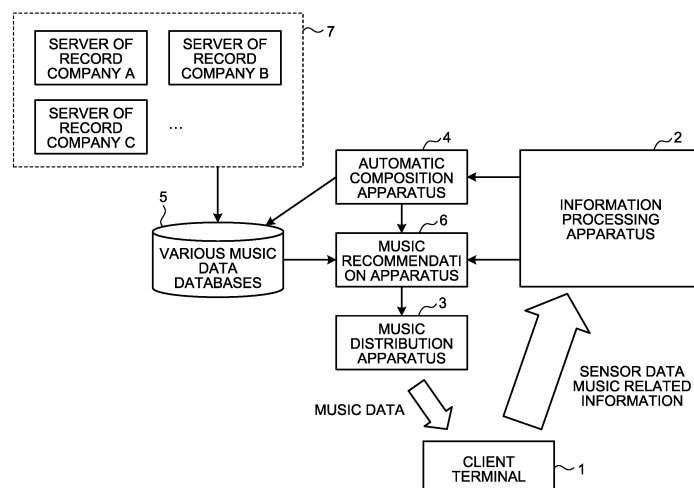 7
SERVER OF
RECORD
COMPANY A
SERVER OF
RECORD
COMPANY B
SERVER OF
RECORD
COMPANY C
...
4
AUTOMATIC
COMPOSITION
APPARATUS
2
INFORMATION
PROCESSING
APPARATUS
5
VARIOUS MUSIC
DATA
DATABASES
6
MUSIC
RECOMMENDATI
ON APPARATUS
3
MUSIC
DISTRIBUTION
APPARATUS
SENSOR DATA
MUSIC RELATED
INFORMATION
MUSIC DATA
CLIENT
TERMINAL
1